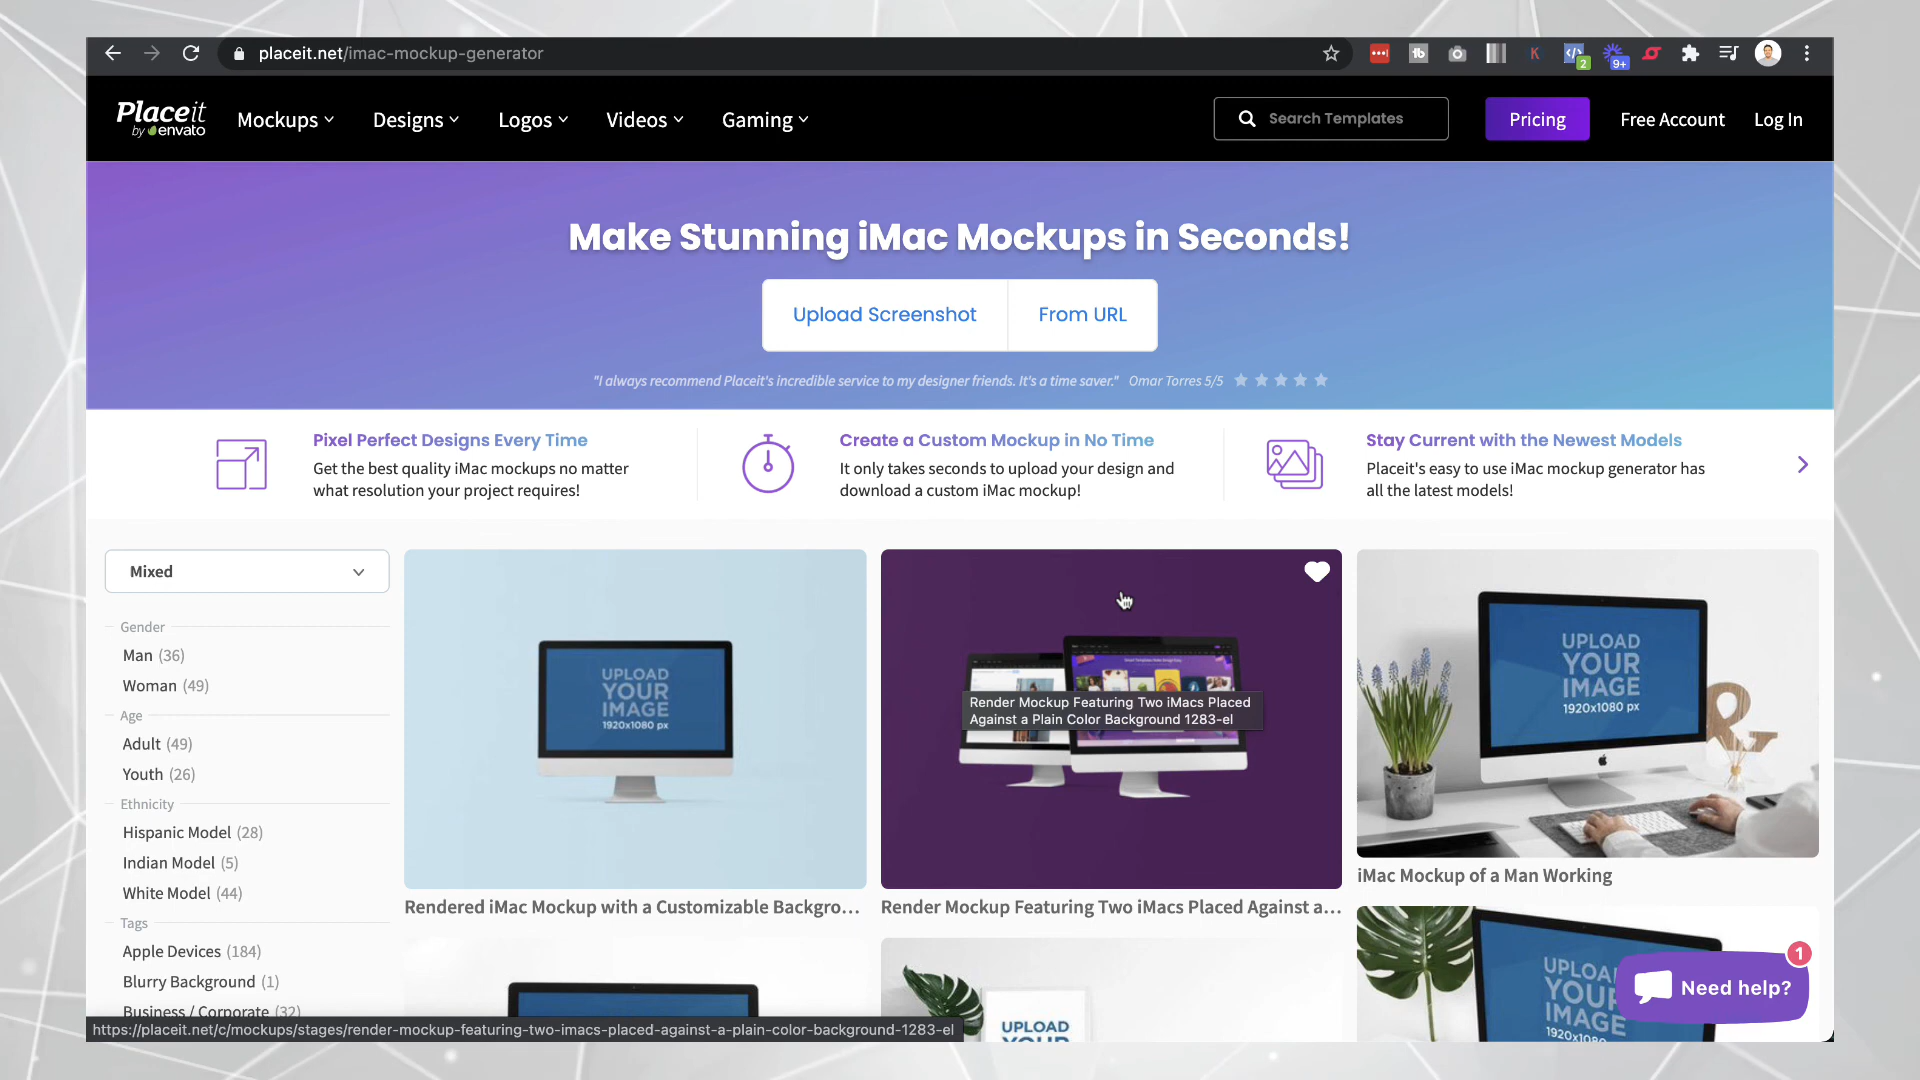 placeit.net/imac-mockup-generator
2
9+
Placeit
by envato
Mockups
Designs
Logos
Videos
Gaming
Search Templates
Pricing
Free Account
Log In
Make Stunning iMac Mockups in Seconds!
Upload Screenshot
From URL
"I always recommend Placeit's incredible service to my designer friends. It's a time saver." Omar Torres 5/5
Pixel Perfect Designs Every Time
Get the best quality iMac mockups no matter
what resolution your project requires!
Create a Custom Mockup in No Time
It only takes seconds to upload your design and
download a custom iMac mockup!
Stay Current with the Newest Models
Placeit's easy to use iMac mockup generator has
all the latest models!
Mixed
Gender
Man (36)
Woman (49)
Age
Adult (49)
Youth (26)
Ethnicity
Hispanic Model (28)
Indian Model (5)
White Model (44)
Tags
Apple Devices (184)
Blurry Background (1)
Business / Corporate (32)
UPLOAD
YOUR
IMAGE
1920x1080 px
Rendered iMac Mockup with a Customizable Backgro...
Render Mockup Featuring Two iMacs Placed
Against a Plain Color Background 1283-el
Render Mockup Featuring Two iMacs Placed Against a...
UPLOAD
YOUR
IMAGE
1920x1080 px
iMac Mockup of a Man Working
UPLOAD
YOUR
UPLOA
YOU
IMAGE
1920x1080
1
Need help?
https://placeit.net/c/mockups/stages/render-mockup-featuring-two-imacs-placed-against-a-plain-color-background-1283-el